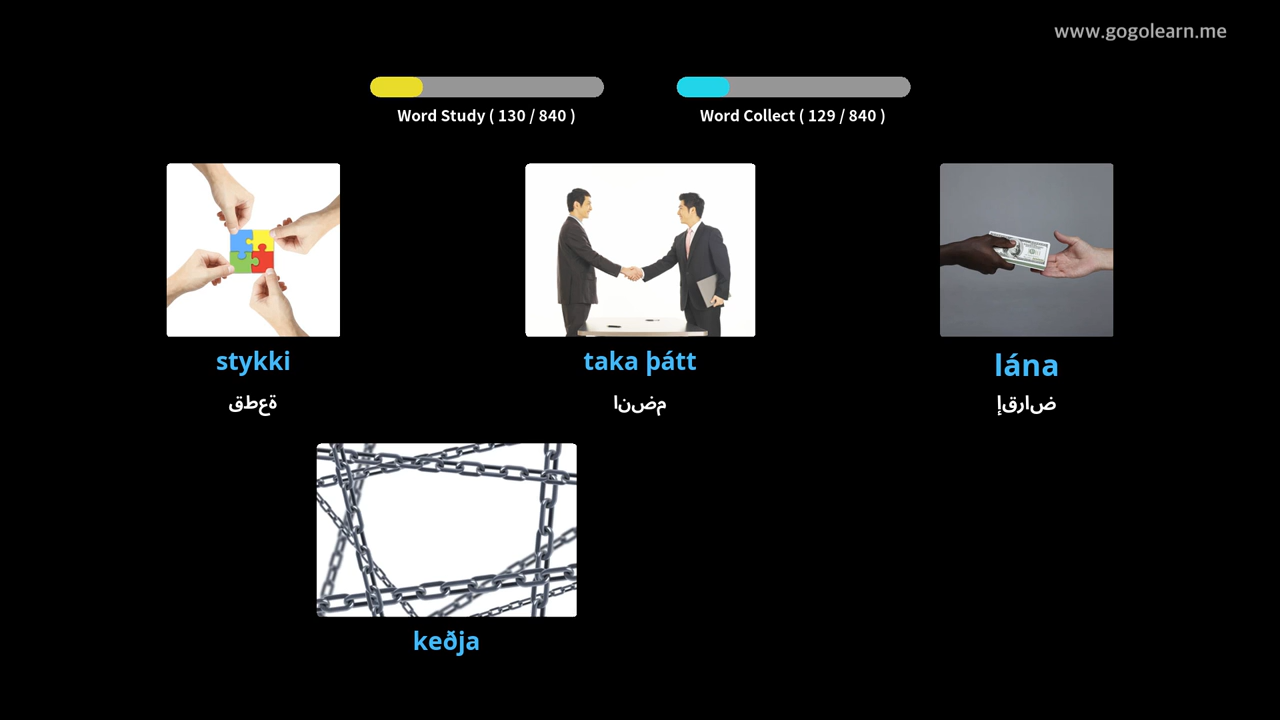 www.gogolearn.me
Word Study ( 130 / 840 )
Word Collect ( 129 / 840 )
stykki
taka þátt
lána
قطعة
انضم
إقراض
keðja